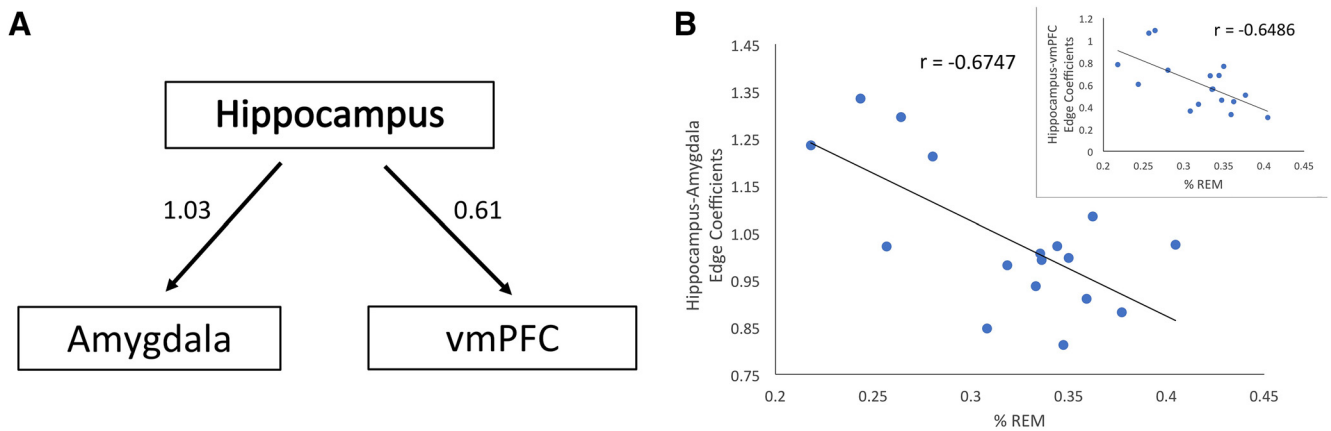 A
Hippocampus
1.03
0.61
Amygdala
vmPFC
B
r = -0.6747
Hippocampus-Amygdala
Edge Coefficients
1.45
1.35
1.25
1.15
1.05
0.95
0.85
0.75
0.2
0.25
0.3
0.35
0.4
0.45
% REM
r = -0.6486
Hippocampus-vmPFC
Edge Coefficients
1.2
1
0.8
0.6
0.4
0.2
0
0.2
0.25
0.3
0.35
0.4
0.45
% REM